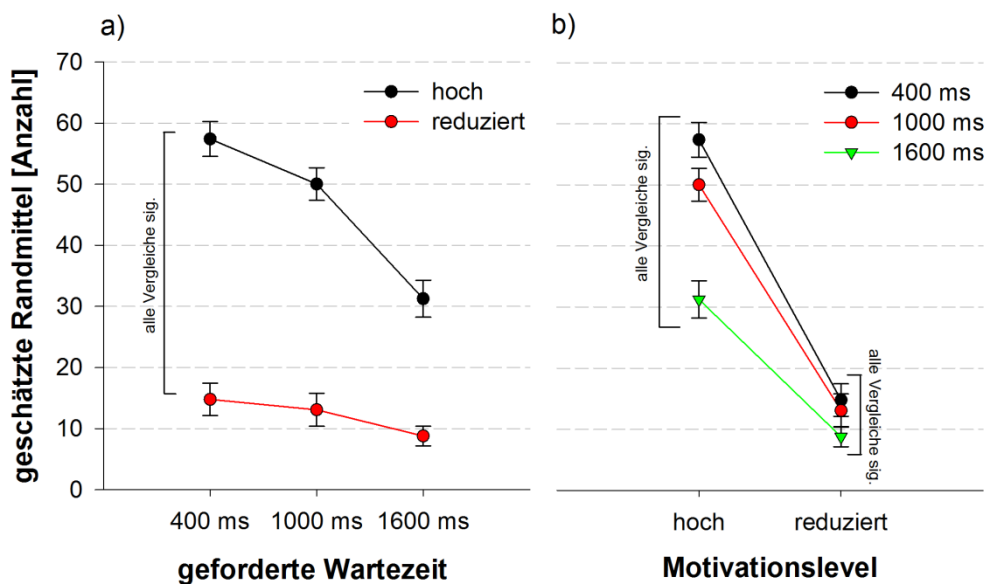 a)
geschätzte Randmittel [Anzahl]
70
60
50
40
30
20
10
0
hoch
reduziert
alle Vergleiche sig.
400 ms
1000 ms
1600 ms
geforderte Wartezeit
b)
400 ms
1000 ms
1600 ms
alle Vergleiche sig.
alle Vergleiche sig.
hoch
reduziert
Motivationslevel